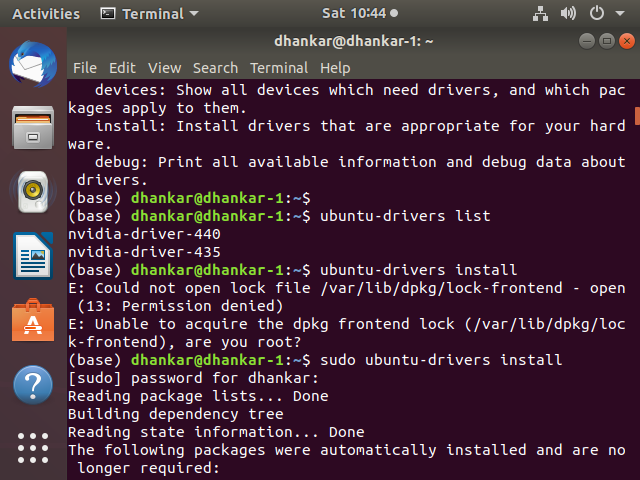 Activities Terminal Sat 10:44
dhankar@dhankar-1: ~
File Edit View Search Terminal Help
devices: Show all devices which need drivers, and which pac
kages apply to them.
install: Install drivers that are appropriate for your hard
ware.
debug: Print all available information and debug data about
drivers.
(base) dhankar@dhankar-1:~$
(base) dhankar@dhankar-1:~$ ubuntu-drivers list
nvidia-driver-440
nvidia-driver-435
(base) dhankar@dhankar-1:~$ ubuntu-drivers install
E: Could not open lock file /var/lib/dpkg/lock-frontend - open
(13: Permission denied)
E: Unable to acquire the dpkg frontend lock (/var/lib/dpkg/loc
k-frontend), are you root?
(base) dhankar@dhankar-1:~$ sudo ubuntu-drivers install
[sudo] password for dhankar:
Reading package lists... Done
Building dependency tree
Reading state information... Done
The following packages were automatically installed and are no
longer required: